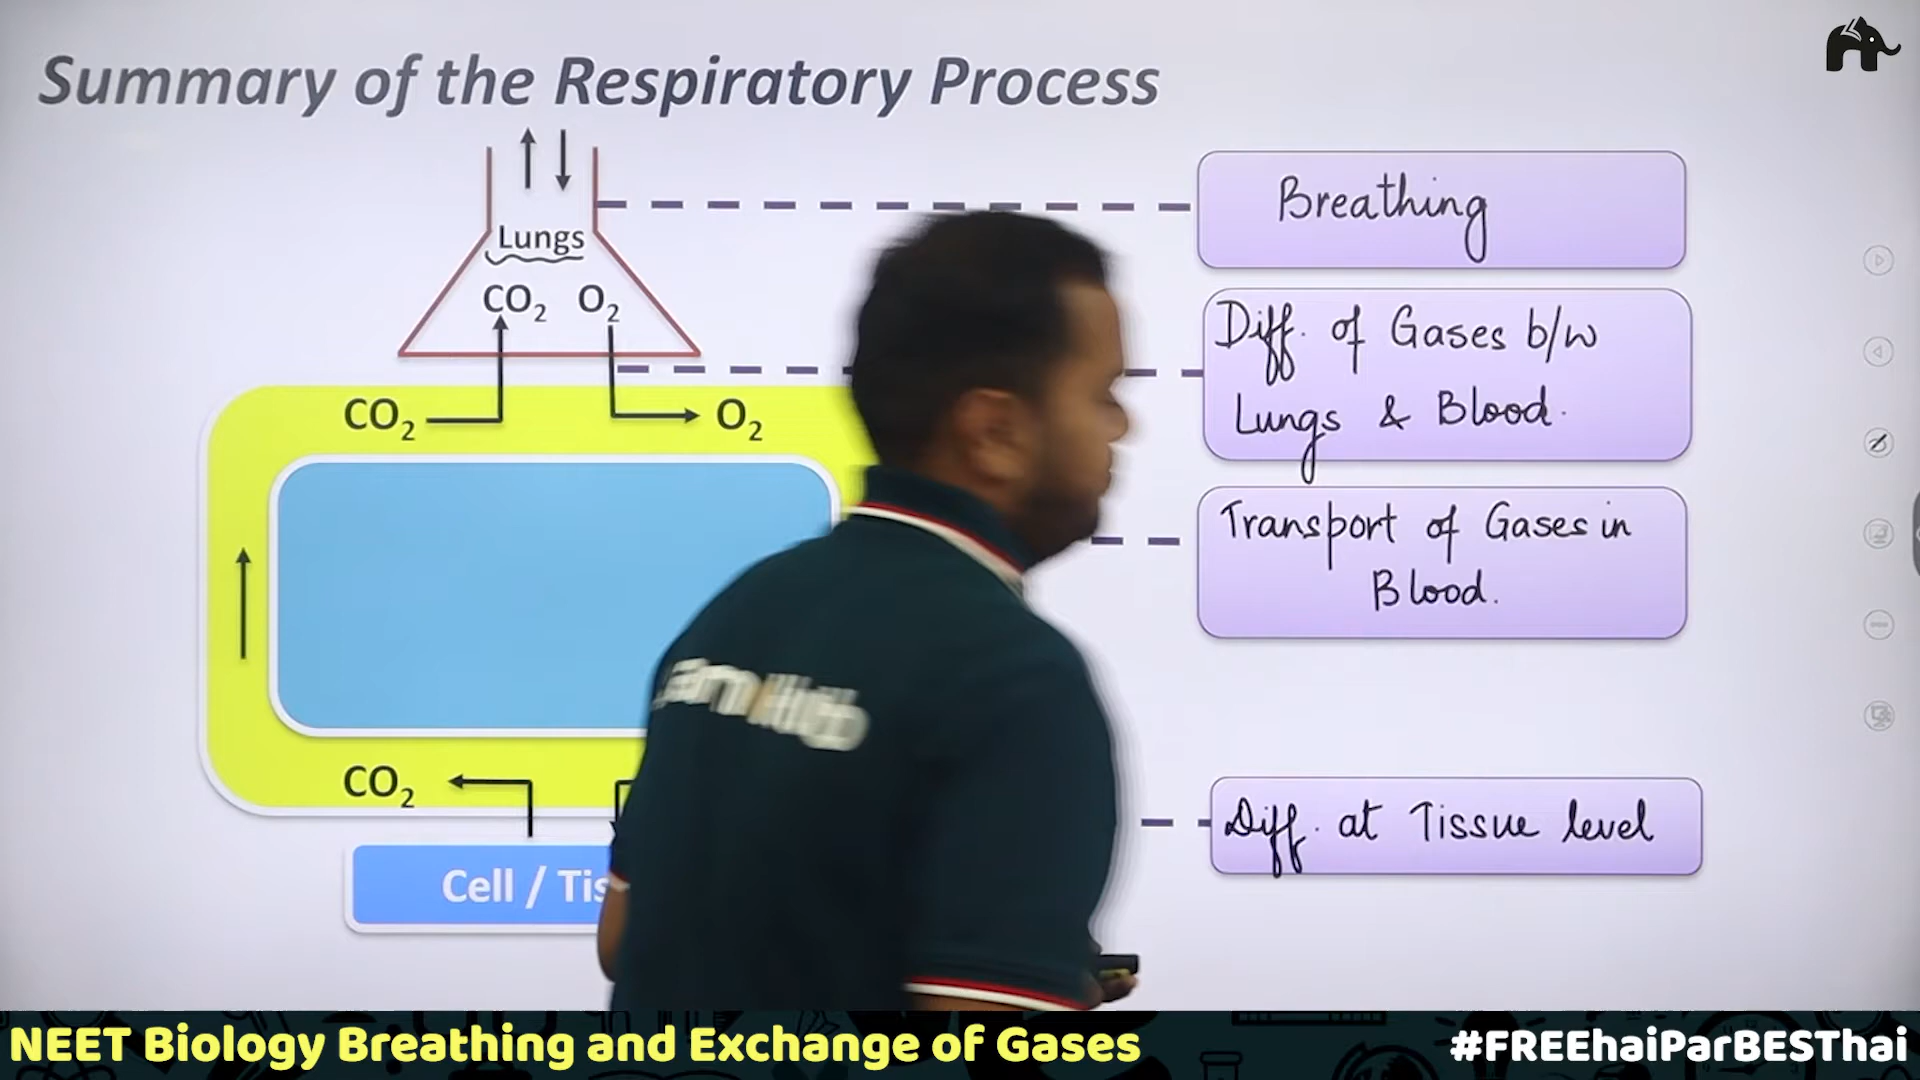 Summary of the Respiratory Process
Lungs
CO₂ O₂
CO₂ O₂
CO₂
Cell /
Breathing
Diff. of Gases b/w
Lungs & Blood.
Transport of Gases in
Blood.
Diff. at Tissue level
NEET Biology Breathing and Exchange of Gases
#FREEhaiParBESThai